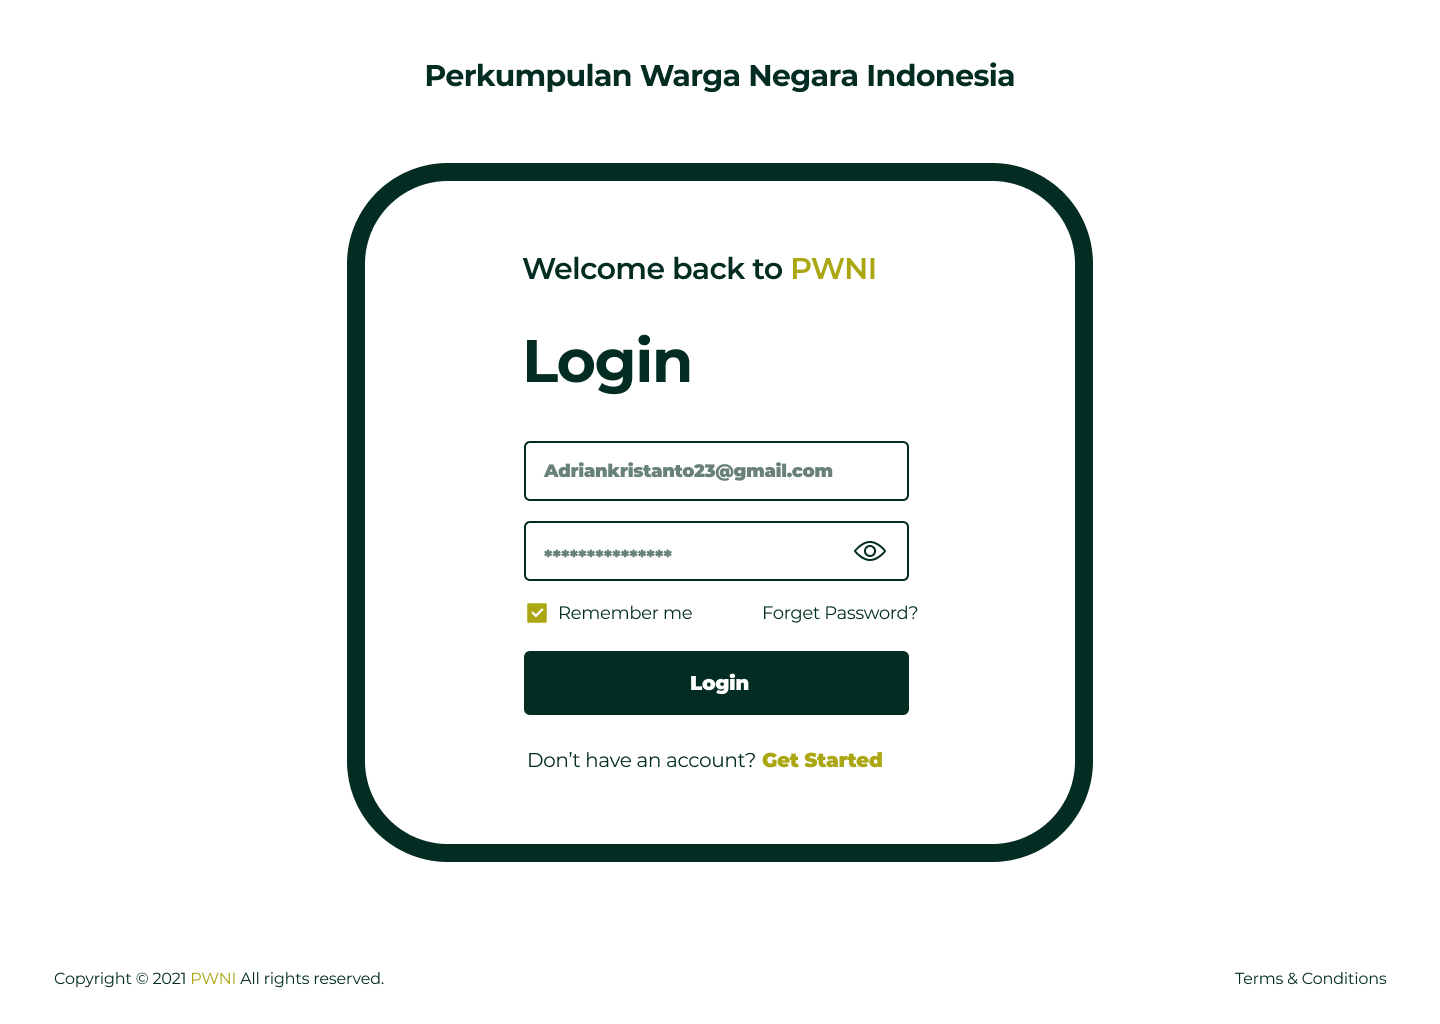 Perkumpulan Warga Negara Indonesia
Welcome back to PWNI
Login
Adriankristanto23@gmail.com
***************
Remember me
Forget Password?
Login
Don't have an account? Get Started
Copyright © 2021 PWNI All rights reserved.
Terms & Conditions